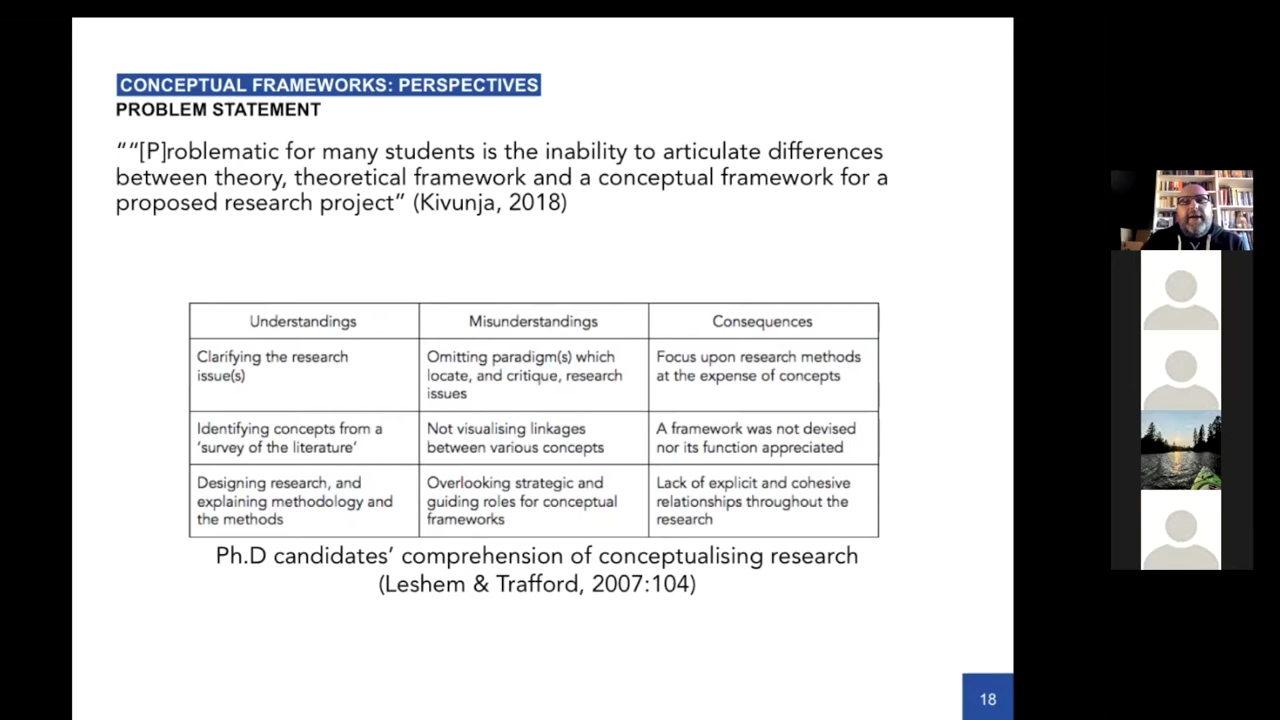 CONCEPTUAL FRAMEWORKS: PERSPECTIVES
PROBLEM STATEMENT
““[P]roblematic for many students is the inability to articulate differences
between theory, theoretical framework and a conceptual framework for a
proposed research project” (Kivunja, 2018)
Understandings
Misunderstandings
Consequences
Clarifying the research
issue(s)
Omitting paradigm(s) which
locate, and critique, research
issues
Focus upon research methods
at the expense of concepts
Identifying concepts from a
‘survey of the literature’
Not visualising linkages
between various concepts
A framework was not devised
nor its function appreciated
Designing research, and
explaining methodology and
the methods
Overlooking strategic and
guiding roles for conceptual
frameworks
Lack of explicit and cohesive
relationships throughout the
research
Ph.D candidates’ comprehension of conceptualising research
(Leshem & Trafford, 2007:104)
18